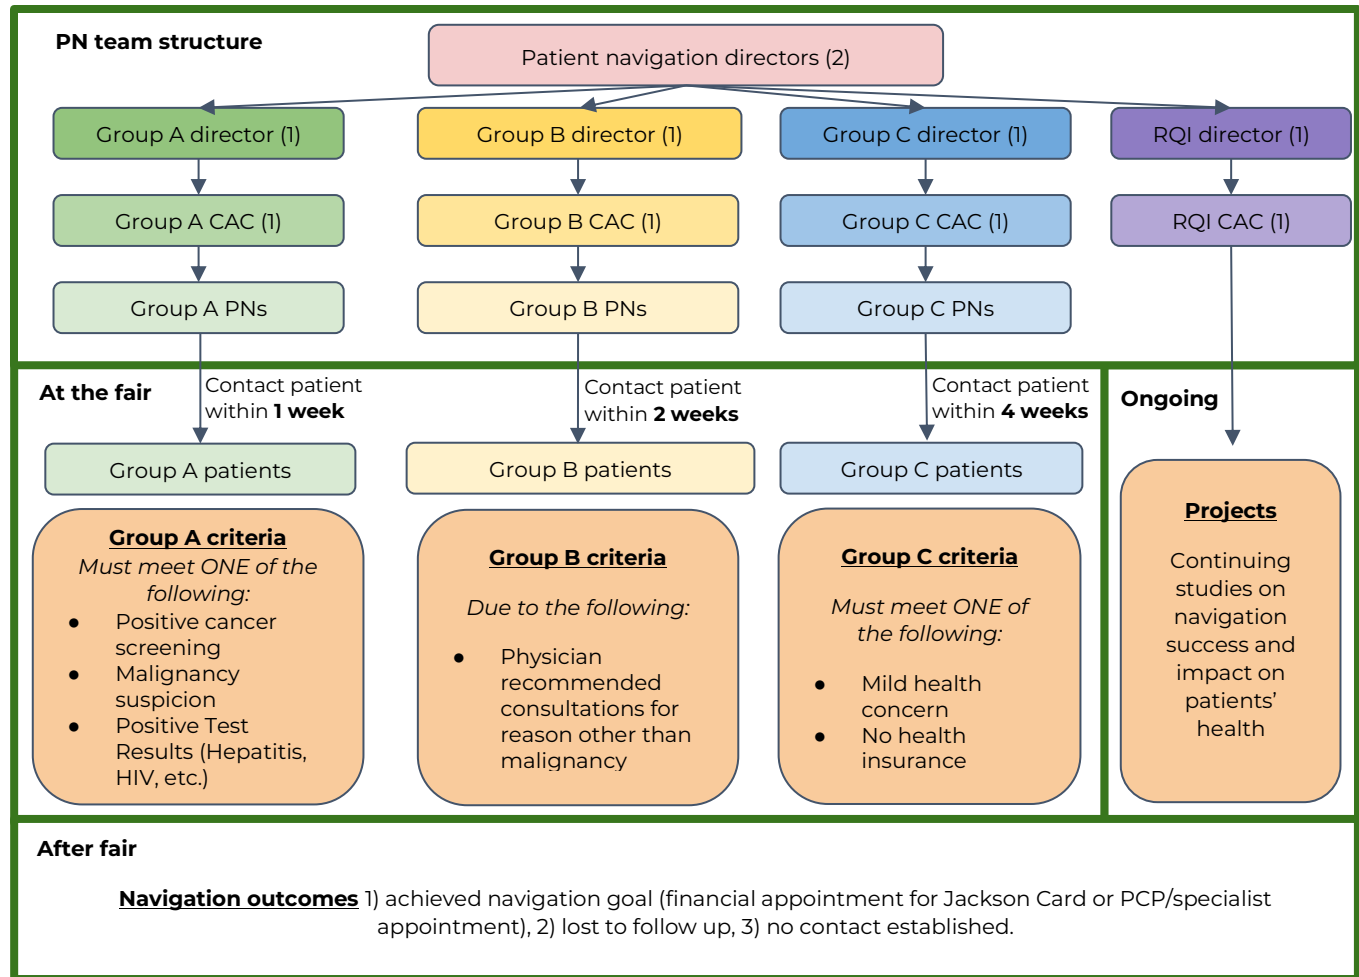 PN team structure
Patient navigation directors (2)
Group A director (1)
Group B director (1)
Group C director (1)
RQI director (1)
Group A CAC (1)
Group B CAC (1)
Group C CAC (1)
RQI CAC (1)
Group A PNs
Group B PNs
Group C PNs
At the fair
Contact patient
within 1 week
Contact patient
within 2 weeks
Contact patient
within 4 weeks
Ongoing
Group A patients
Group B patients
Group C patients
Group A criteria
Must meet ONE of the
following:
● Positive cancer
screening
● Malignancy
suspicion
● Positive Test
Results (Hepatitis,
HIV, etc.)
Group B criteria
Due to the following:
● Physician
recommended
consultations for
reason other than
malignancy
Group C criteria
Must meet ONE of
the following:
● Mild health
concern
● No health
insurance
Projects
Continuing
studies on
navigation
success and
impact on
patients’
health
After fair
Navigation outcomes 1) achieved navigation goal (financial appointment for Jackson Card or PCP/specialist
appointment), 2) lost to follow up, 3) no contact established.